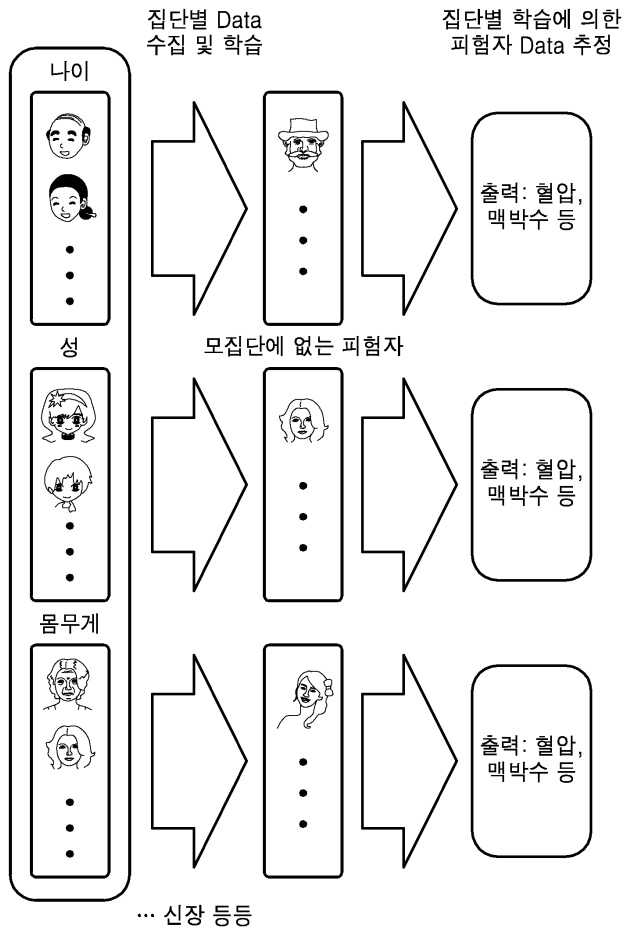 집단별 Data
수집 및 학습
집단별 학습에 의한
피험자 Data 추정
나이
출력: 혈압,
맥박수 등
성
모집단에 없는 피험자
출력: 혈압,
맥박수 등
몸무게
출력: 혈압,
맥박수 등
··· 신장 등등